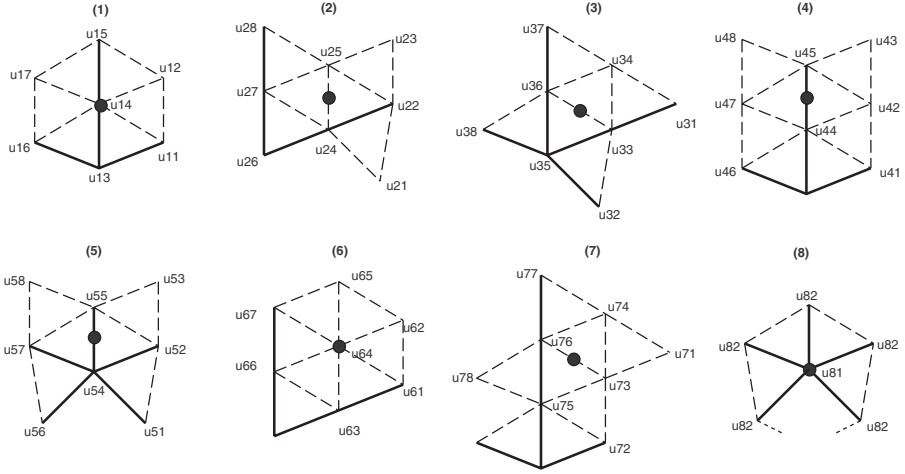 (1)
u15
u17
u12
u14
u16
u11
u13
(2)
u28
u23
u25
u27
u22
u26
u24
u21
(3)
u37
u34
u36
u31
u38
u33
u35
u32
(4)
u48
u45
u43
u47
u42
u44
u46
u41
(5)
u58
u53
u55
u57
u52
u54
u56
u51
(6)
u65
u67
u62
u64
u66
u61
u63
(7)
u77
u74
u76
u71
u78
u73
u75
u72
(8)
u82
u82
u82
u81
u82
u82